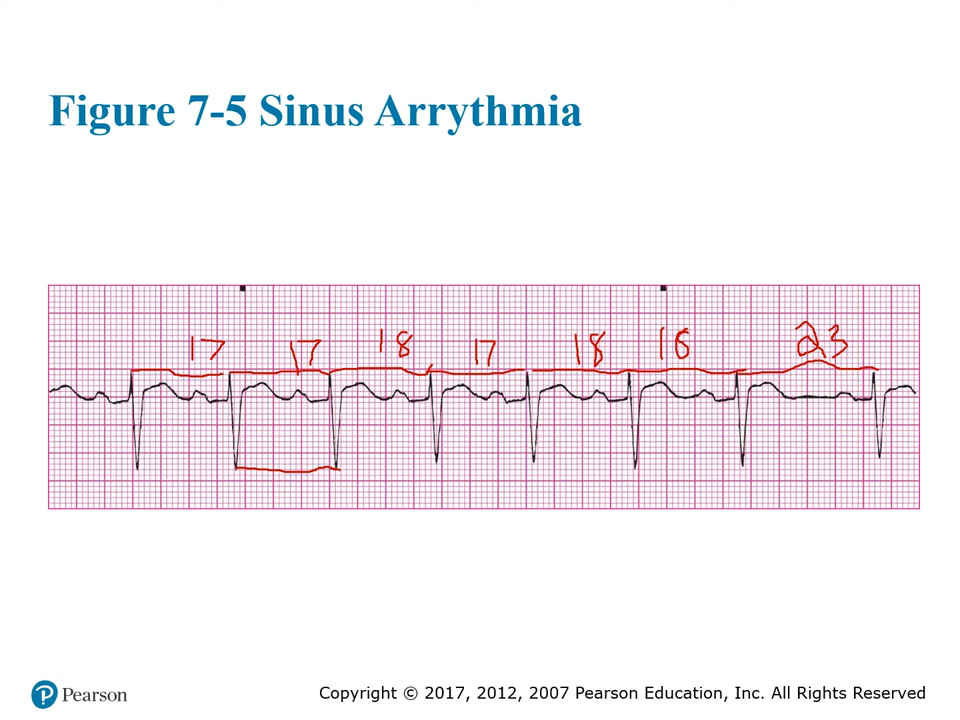 Figure 7-5 Sinus Arrythmia
17 17 18 17 18 16 23
Pearson
Copyright © 2017, 2012, 2007 Pearson Education, Inc. All Rights Reserved